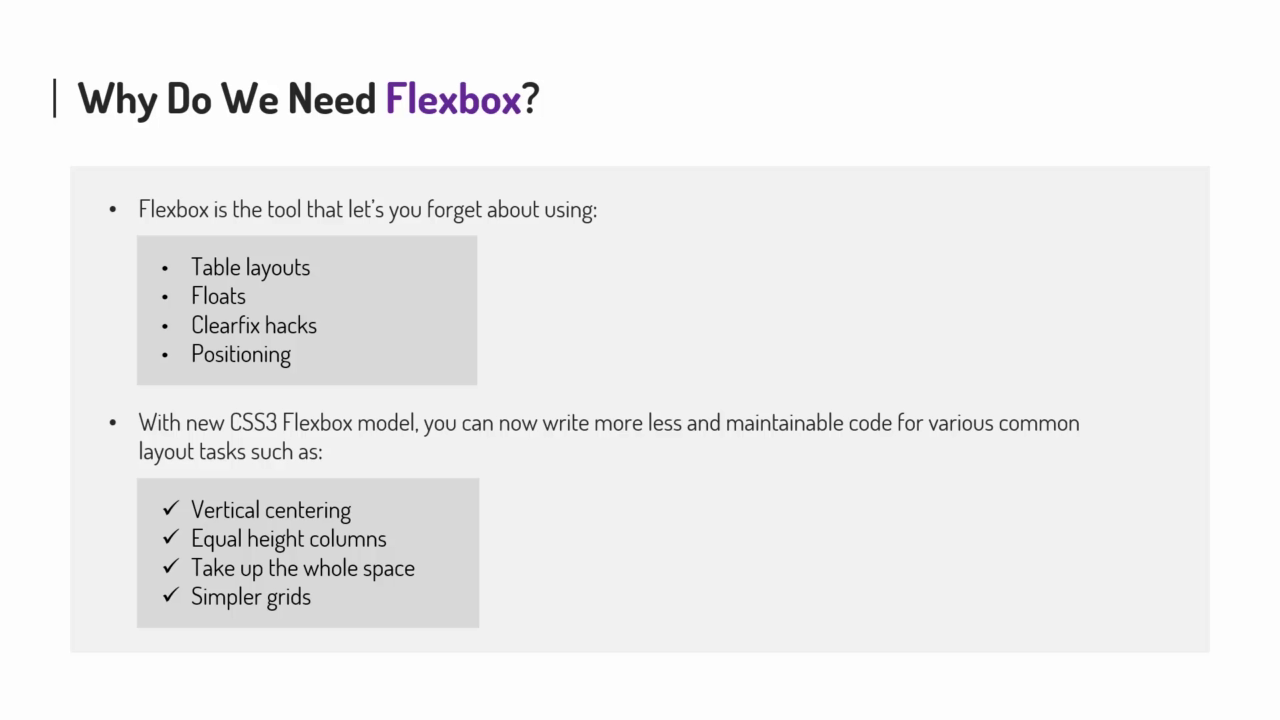 Why Do We Need Flexbox?
• Flexbox is the tool that let's you forget about using:
• Table layouts
• Floats
• Clearfix hacks
• Positioning
• With new CSS3 Flexbox model, you can now write more less and maintainable code for various common
layout tasks such as:
✓ Vertical centering
✓ Equal height columns
✓ Take up the whole space
✓ Simpler grids